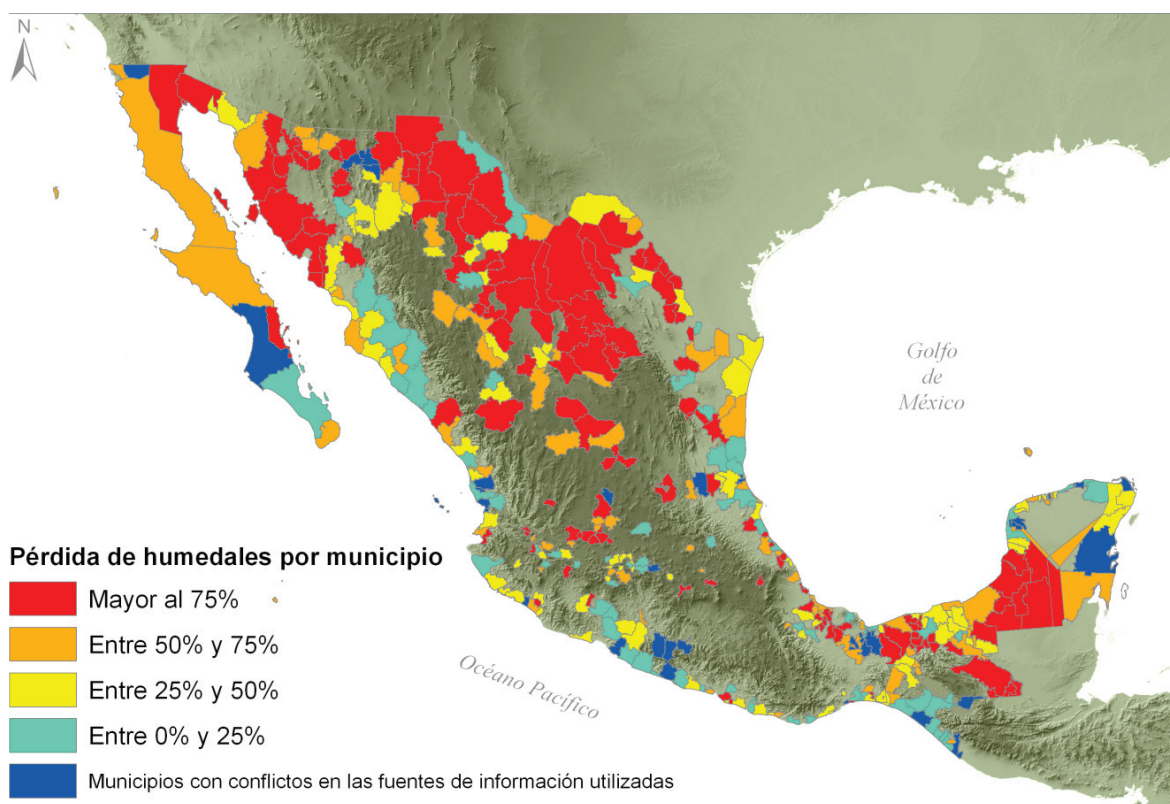 N
Golfo
de
México
Océano Pacífico
Pérdida de humedales por municipio
Mayor al 75%
Entre 50% y 75%
Entre 25% y 50%
Entre 0% y 25%
Municipios con conflictos en las fuentes de información utilizadas